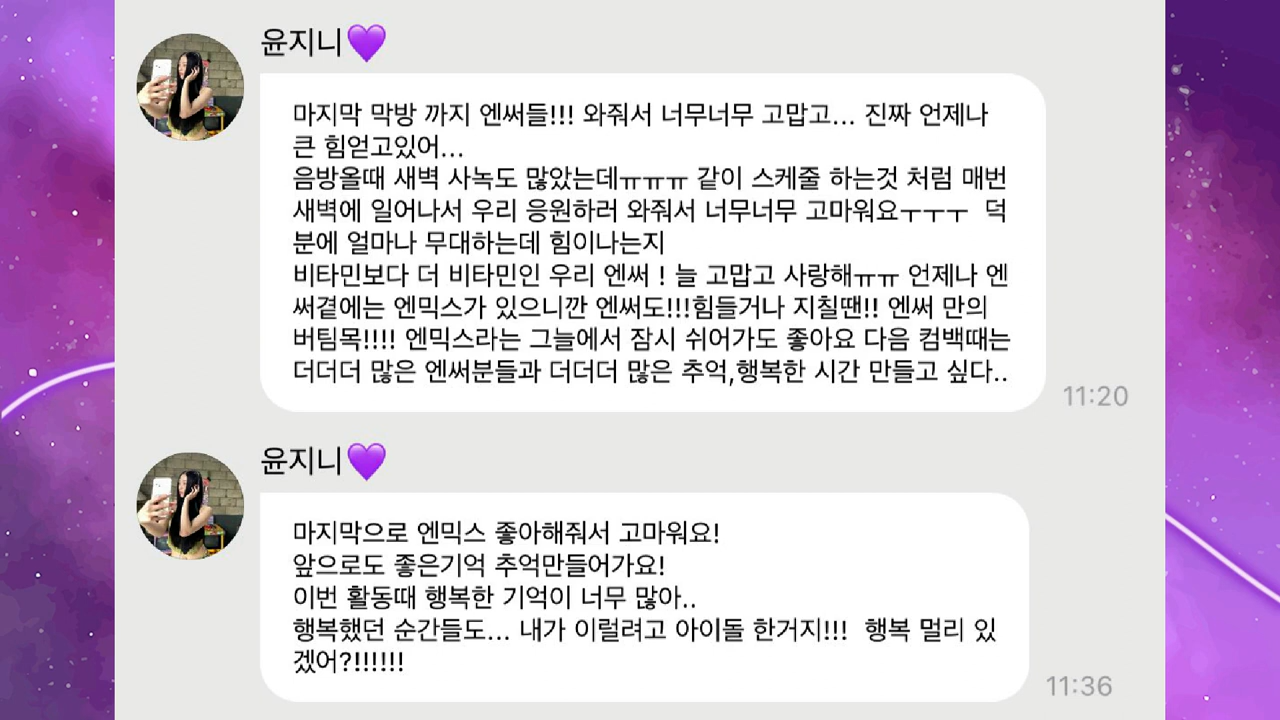 윤지니💜
마지막 막방 까지 엔써들!!! 와줘서 너무너무 고맙고... 진짜 언제나
큰 힘얻고있어...
음방올때 새벽 사녹도 많았는데ㅠㅠㅠ 같이 스케줄 하는것 처럼 매번
새벽에 일어나서 우리 응원하러 와줘서 너무너무 고마워요ㅜㅜㅜ 덕
분에 얼마나 무대하는데 힘이나는지
비타민보다 더 비타민인 우리 엔써 ! 늘 고맙고 사랑해ㅠㅠ 언제나 엔
써곁에는 엔믹스가 있으니깐 엔써도!!!힘들거나 지칠땐!! 엔써 만의
버팀목!!!! 엔믹스라는 그늘에서 잠시 쉬어가도 좋아요 다음 컴백때는
더더더 많은 엔써분들과 더더더 많은 추억,행복한 시간 만들고 싶다..
11:20
윤지니💜
마지막으로 엔믹스 좋아해줘서 고마워요!
앞으로도 좋은기억 추억만들어가요!
이번 활동때 행복한 기억이 너무 많아..
행복했던 순간들도... 내가 이럴려고 아이돌 한거지!!! 행복 멀리 있
겠어?!!!!!!
11:36